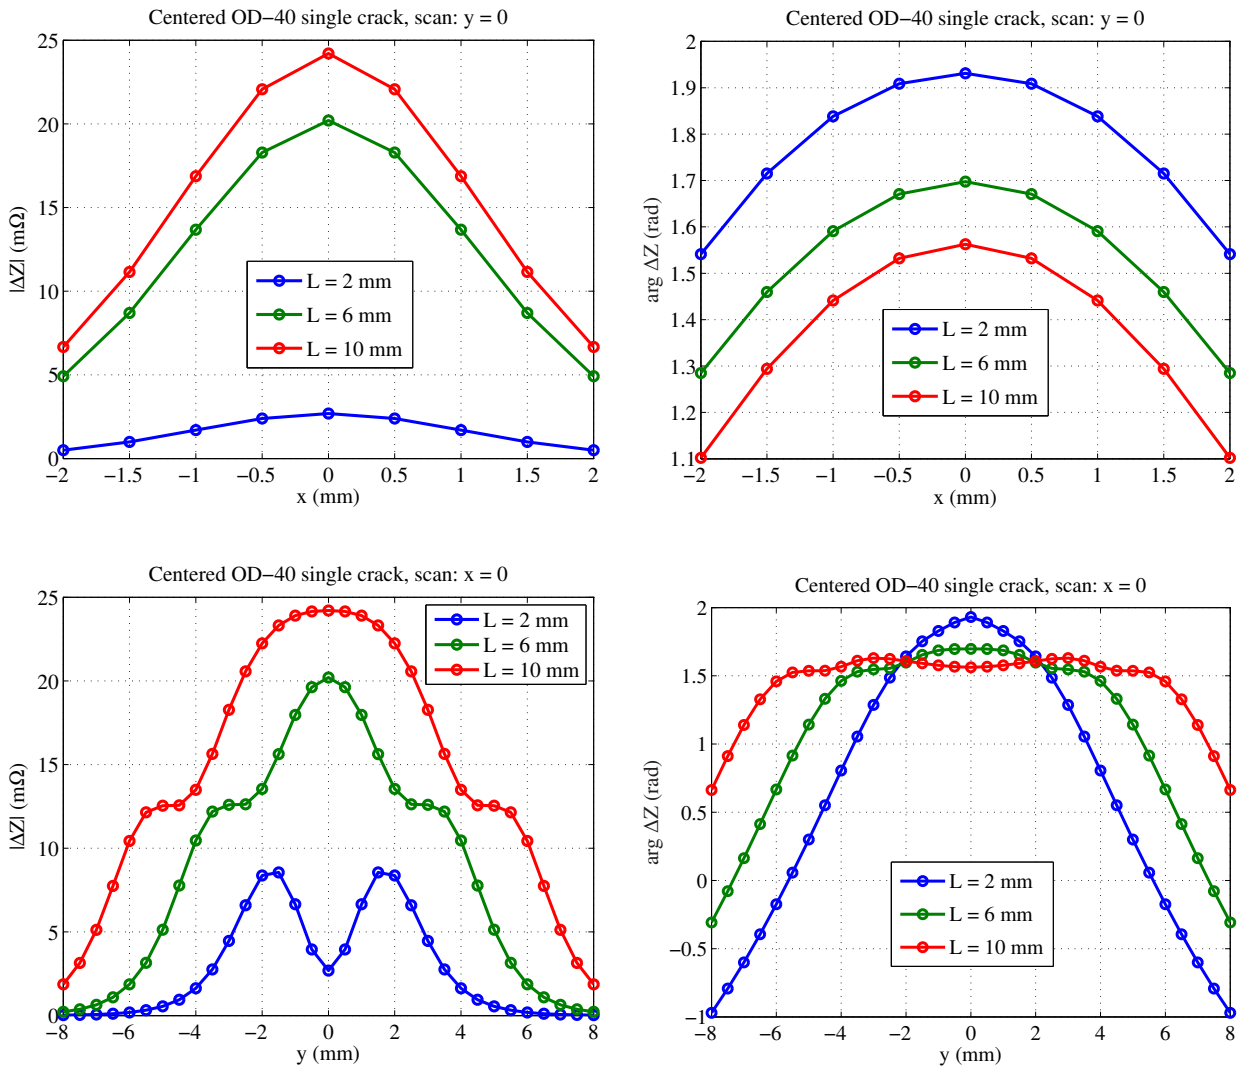 Centered OD−40 single crack, scan: y = 0
25
20
15
10
5
0
|ΔZ| (mΩ)
L = 2 mm
L = 6 mm
L = 10 mm
−2 −1.5 −1 −0.5 0 0.5 1 1.5 2
x (mm)
Centered OD−40 single crack, scan: y = 0
2
1.9
1.8
1.7
1.6
1.5
1.4
1.3
1.2
1.1
arg ΔZ (rad)
L = 2 mm
L = 6 mm
L = 10 mm
−2 −1.5 −1 −0.5 0 0.5 1 1.5 2
x (mm)
Centered OD−40 single crack, scan: x = 0
25
20
15
10
5
0
|ΔZ| (mΩ)
L = 2 mm
L = 6 mm
L = 10 mm
−8 −6 −4 −2 0 2 4 6 8
y (mm)
Centered OD−40 single crack, scan: x = 0
2
1.5
1
0.5
0
−0.5
−1
arg ΔZ (rad)
L = 2 mm
L = 6 mm
L = 10 mm
−8 −6 −4 −2 0 2 4 6 8
y (mm)